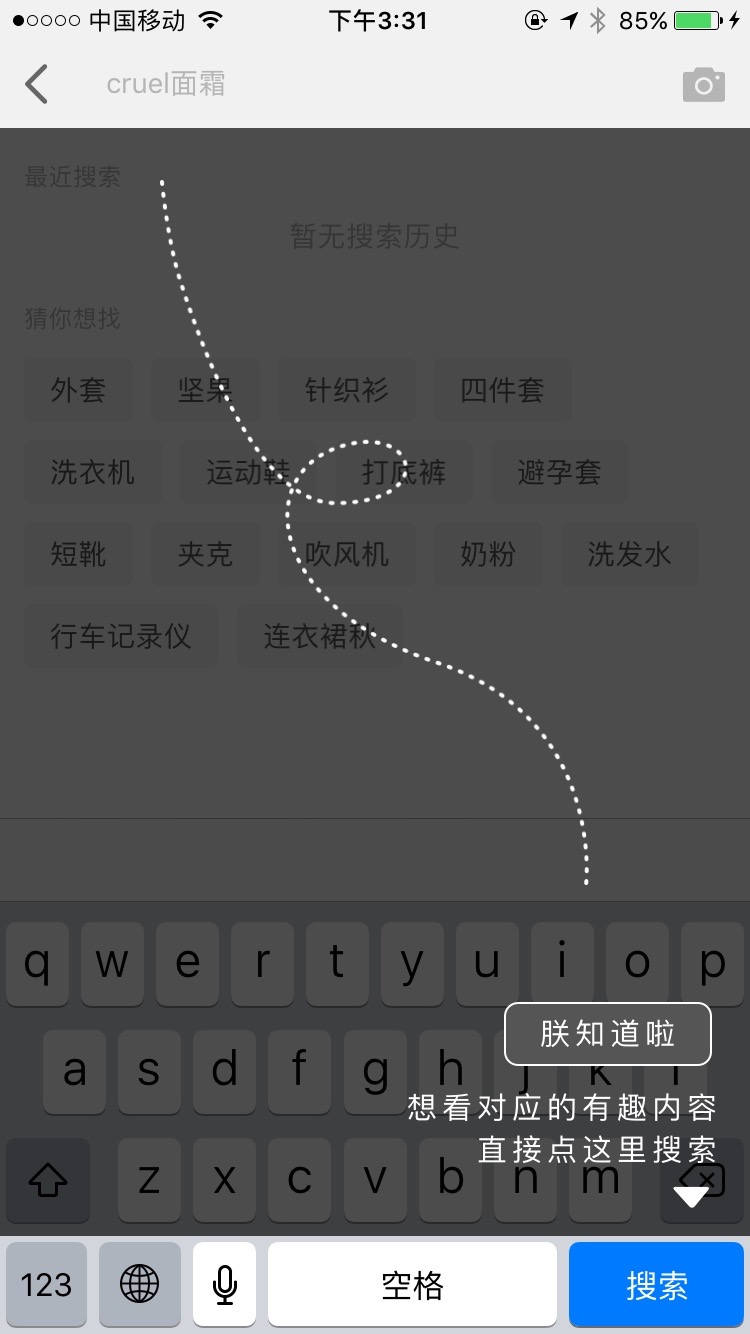 中国移动 下午3:31 85%
cruel面霜
最近搜索
暂无搜索历史
猜你想找
外套 坚果 针织衫 四件套
洗衣机 运动鞋 打底裤 避孕套
短靴 夹克 吹风机 奶粉 洗发水
行车记录仪 连衣裙秋
q w e r t y u i o p
朕知道啦
a s d f g h j k l
想看对应的有趣内容
直接点这里搜索
z x c v b n m
123 空格 搜索